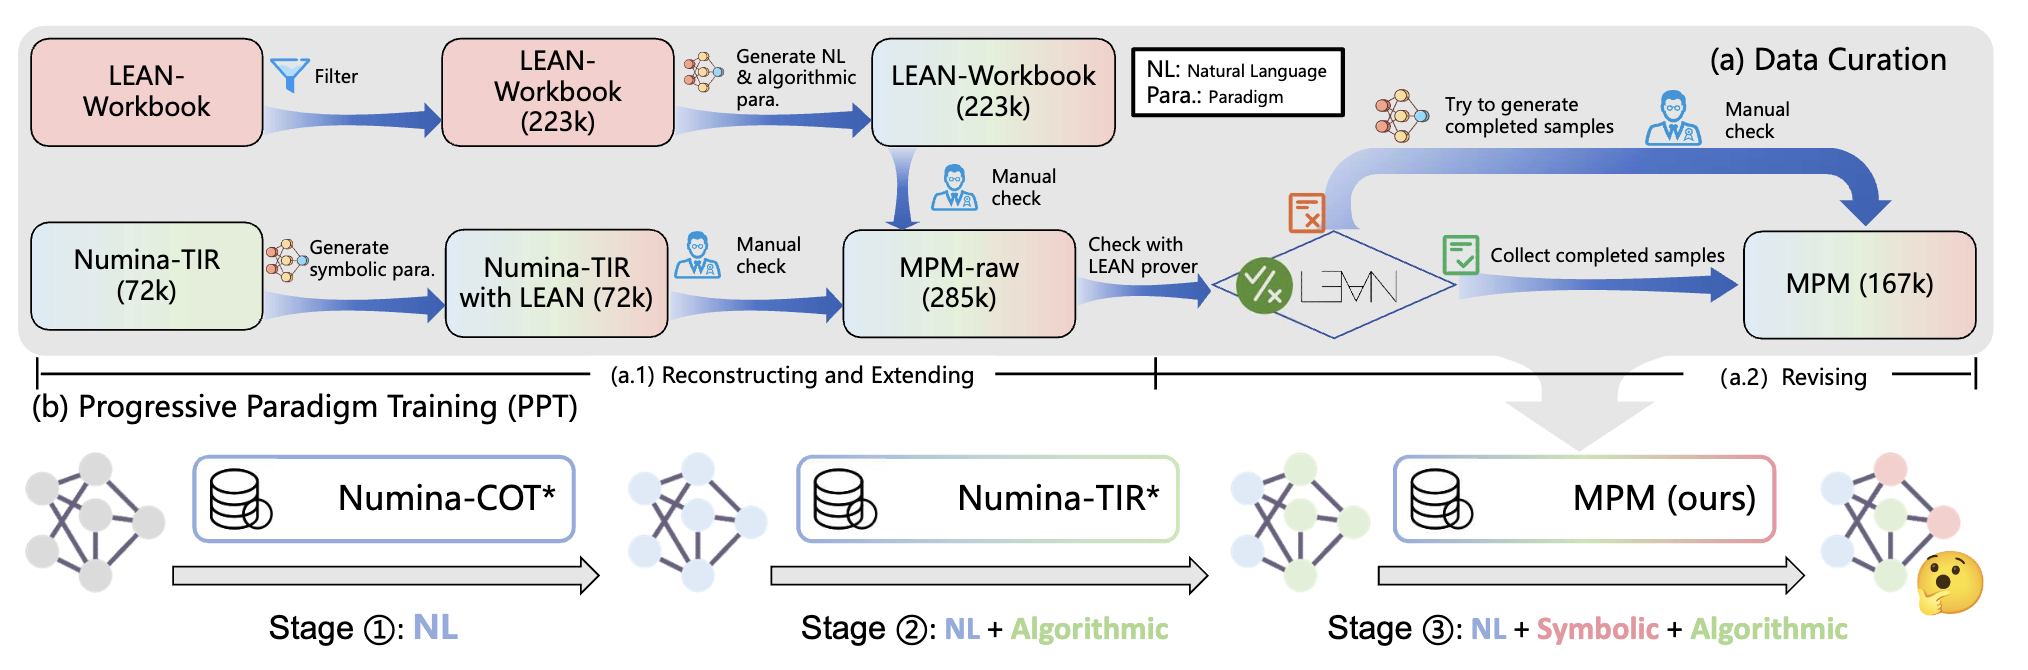 LEAN-
Workbook
Filter
LEAN-
Workbook
(223k)
Generate NL
& algorithmic
para.
LEAN-Workbook
(223k)
NL: Natural Language
Para.: Paradigm
(a) Data Curation
Try to generate
completed samples
Manual
check
Manual
check
Numina-TIR
(72k)
Generate
symbolic para.
Numina-TIR
with LEAN (72k)
Manual
check
MPM-raw
(285k)
Check with
LEAN prover
LEAN
Collect completed samples
MPM (167k)
(a.1) Reconstructing and Extending
(a.2) Revising
(b) Progressive Paradigm Training (PPT)
Numina-COT*
Numina-TIR*
MPM (ours)
Stage ①: NL
Stage ②: NL + Algorithmic
Stage ③: NL + Symbolic + Algorithmic